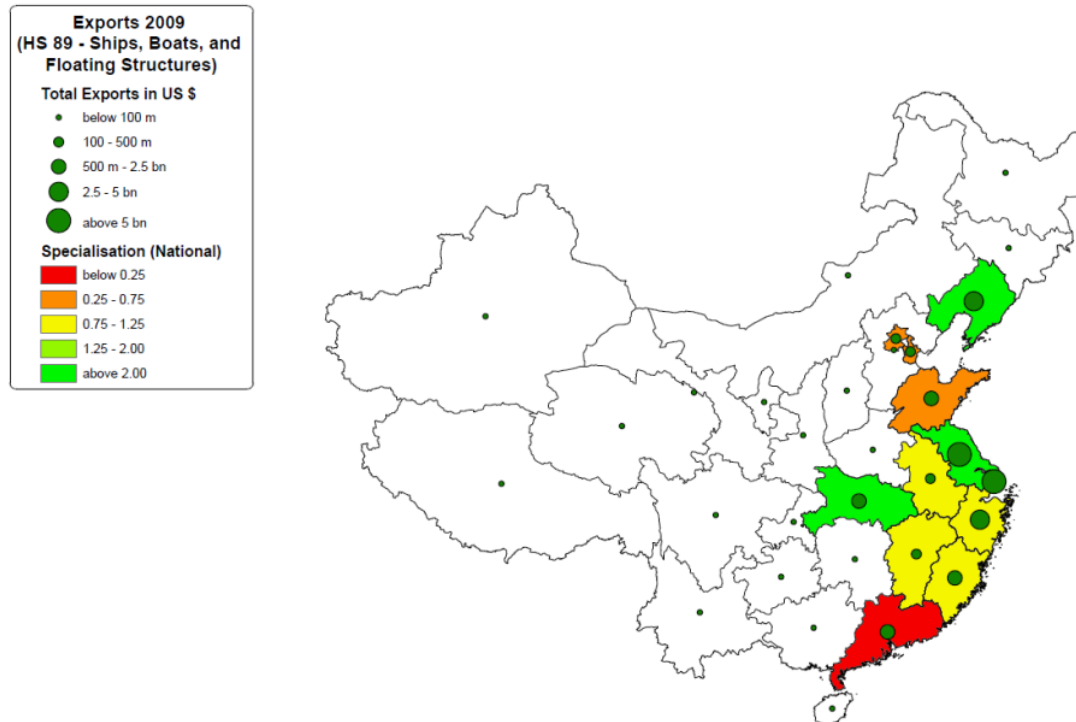 Exports 2009
(HS 89 - Ships, Boats, and
Floating Structures)
Total Exports in US $
below 100 m
100 - 500 m
500 m - 2.5 bn
2.5 - 5 bn
above 5 bn
Specialisation (National)
below 0.25
0.25 - 0.75
0.75 - 1.25
1.25 - 2.00
above 2.00